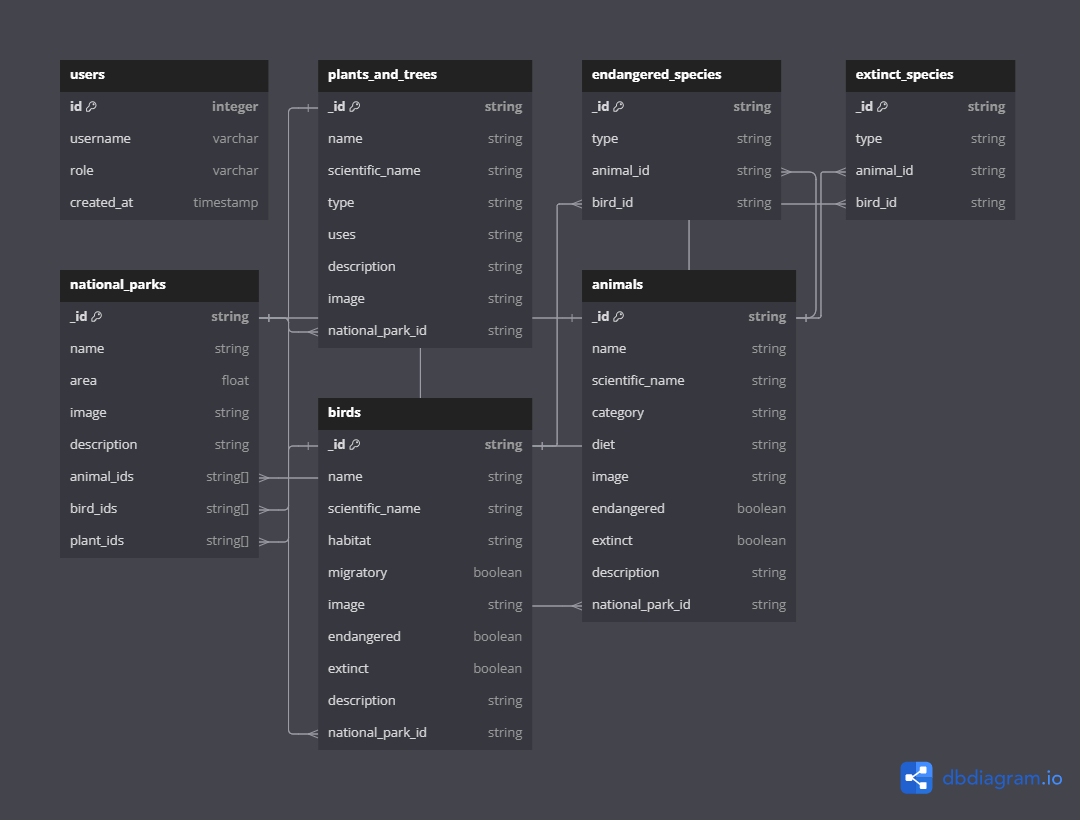 users
id integer
username varchar
role varchar
created_at timestamp
plants_and_trees
_id string
name string
scientific_name string
type string
uses string
description string
image string
national_park_id string
endangered_species
_id string
type string
animal_id string
bird_id string
extinct_species
_id string
type string
animal_id string
bird_id string
national_parks
_id string
name string
area float
image string
description string
animal_ids string[]
bird_ids string[]
plant_ids string[]
birds
_id string
name string
scientific_name string
habitat string
migratory boolean
image string
endangered boolean
extinct boolean
description string
national_park_id string
animals
_id string
name string
scientific_name string
category string
diet string
image string
endangered boolean
extinct boolean
description string
national_park_id string
dbdiagram.io